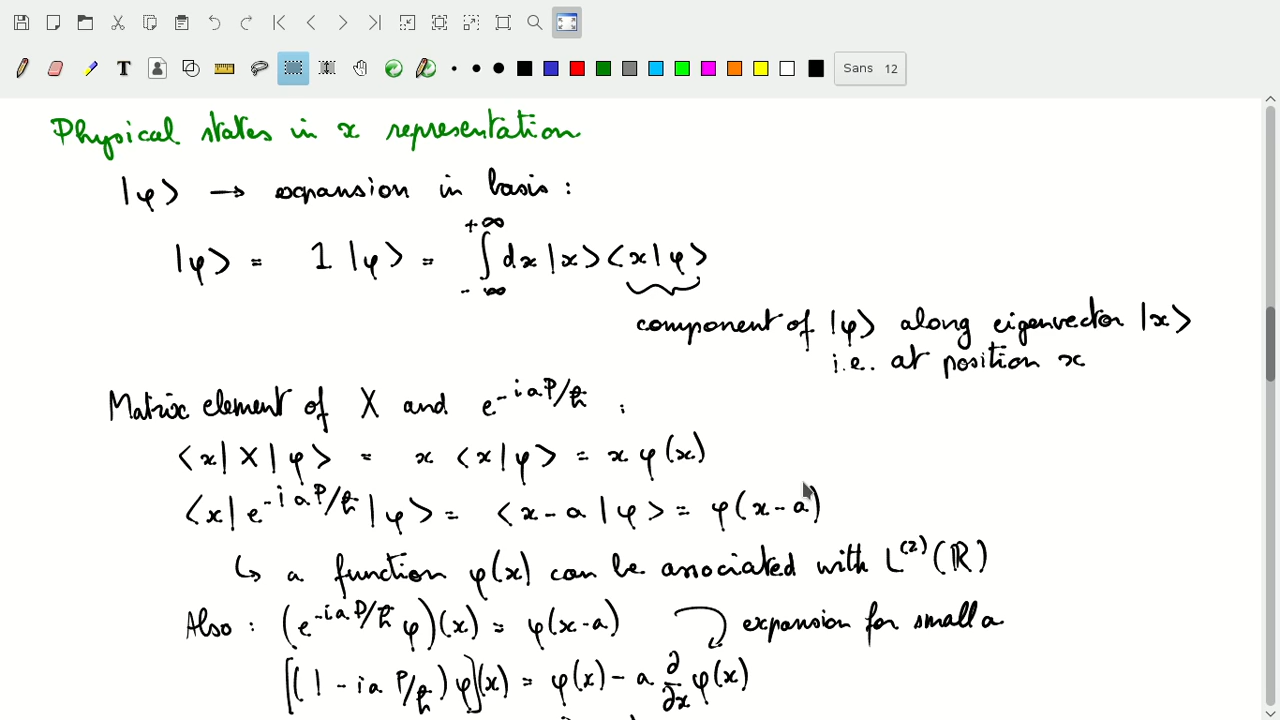 Sans 12
Physical states in x representation
|φ> → expansion in basis :
|φ> = 1 |φ> = ∫_{-∞}^{+∞} dx |x> <x|φ>
component of |φ> along eigenvector |x>
i.e. at position x
Matrix element of X and e^{-iaP/ħ} :
<x| X |φ> = x <x|φ> = x φ(x)
<x| e^{-iaP/ħ} |φ> = <x-a|φ> = φ(x-a)
↳ a function φ(x) can be associated with L^{(2)}(ℝ)
Also : (e^{-iaP/ħ} φ)(x) = φ(x-a) expansion for small a
[(1 - ia P/ħ) φ](x) = φ(x) - a ∂/∂x φ(x)